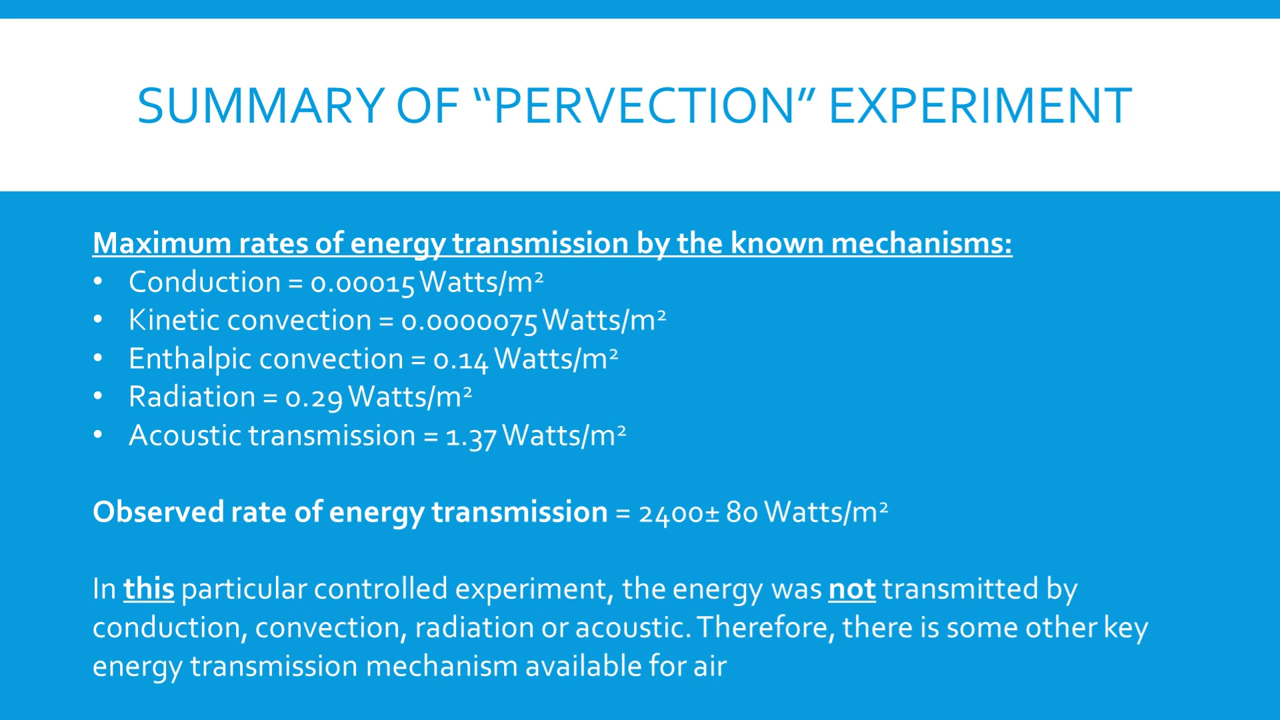 SUMMARY OF “PERVECTION” EXPERIMENT
Maximum rates of energy transmission by the known mechanisms:
• Conduction = 0.00015 Watts/m²
• Kinetic convection = 0.0000075 Watts/m²
• Enthalpic convection = 0.14 Watts/m²
• Radiation = 0.29 Watts/m²
• Acoustic transmission = 1.37 Watts/m²
Observed rate of energy transmission = 2400± 80 Watts/m²
In this particular controlled experiment, the energy was not transmitted by
conduction, convection, radiation or acoustic. Therefore, there is some other key
energy transmission mechanism available for air